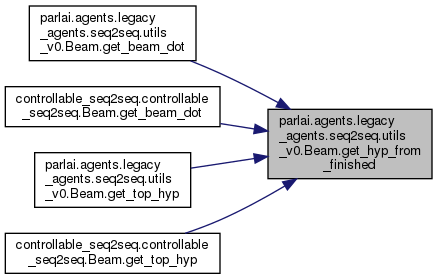 parlai.agents.legacy
_agents.seq2seq.utils
_v0.Beam.get_beam_dot
controllable_seq2seq.controllable
_seq2seq.Beam.get_beam_dot
parlai.agents.legacy
_agents.seq2seq.utils
_v0.Beam.get_top_hyp
controllable_seq2seq.controllable
_seq2seq.Beam.get_top_hyp
parlai.agents.legacy
_agents.seq2seq.utils
_v0.Beam.get_hyp_from
_finished